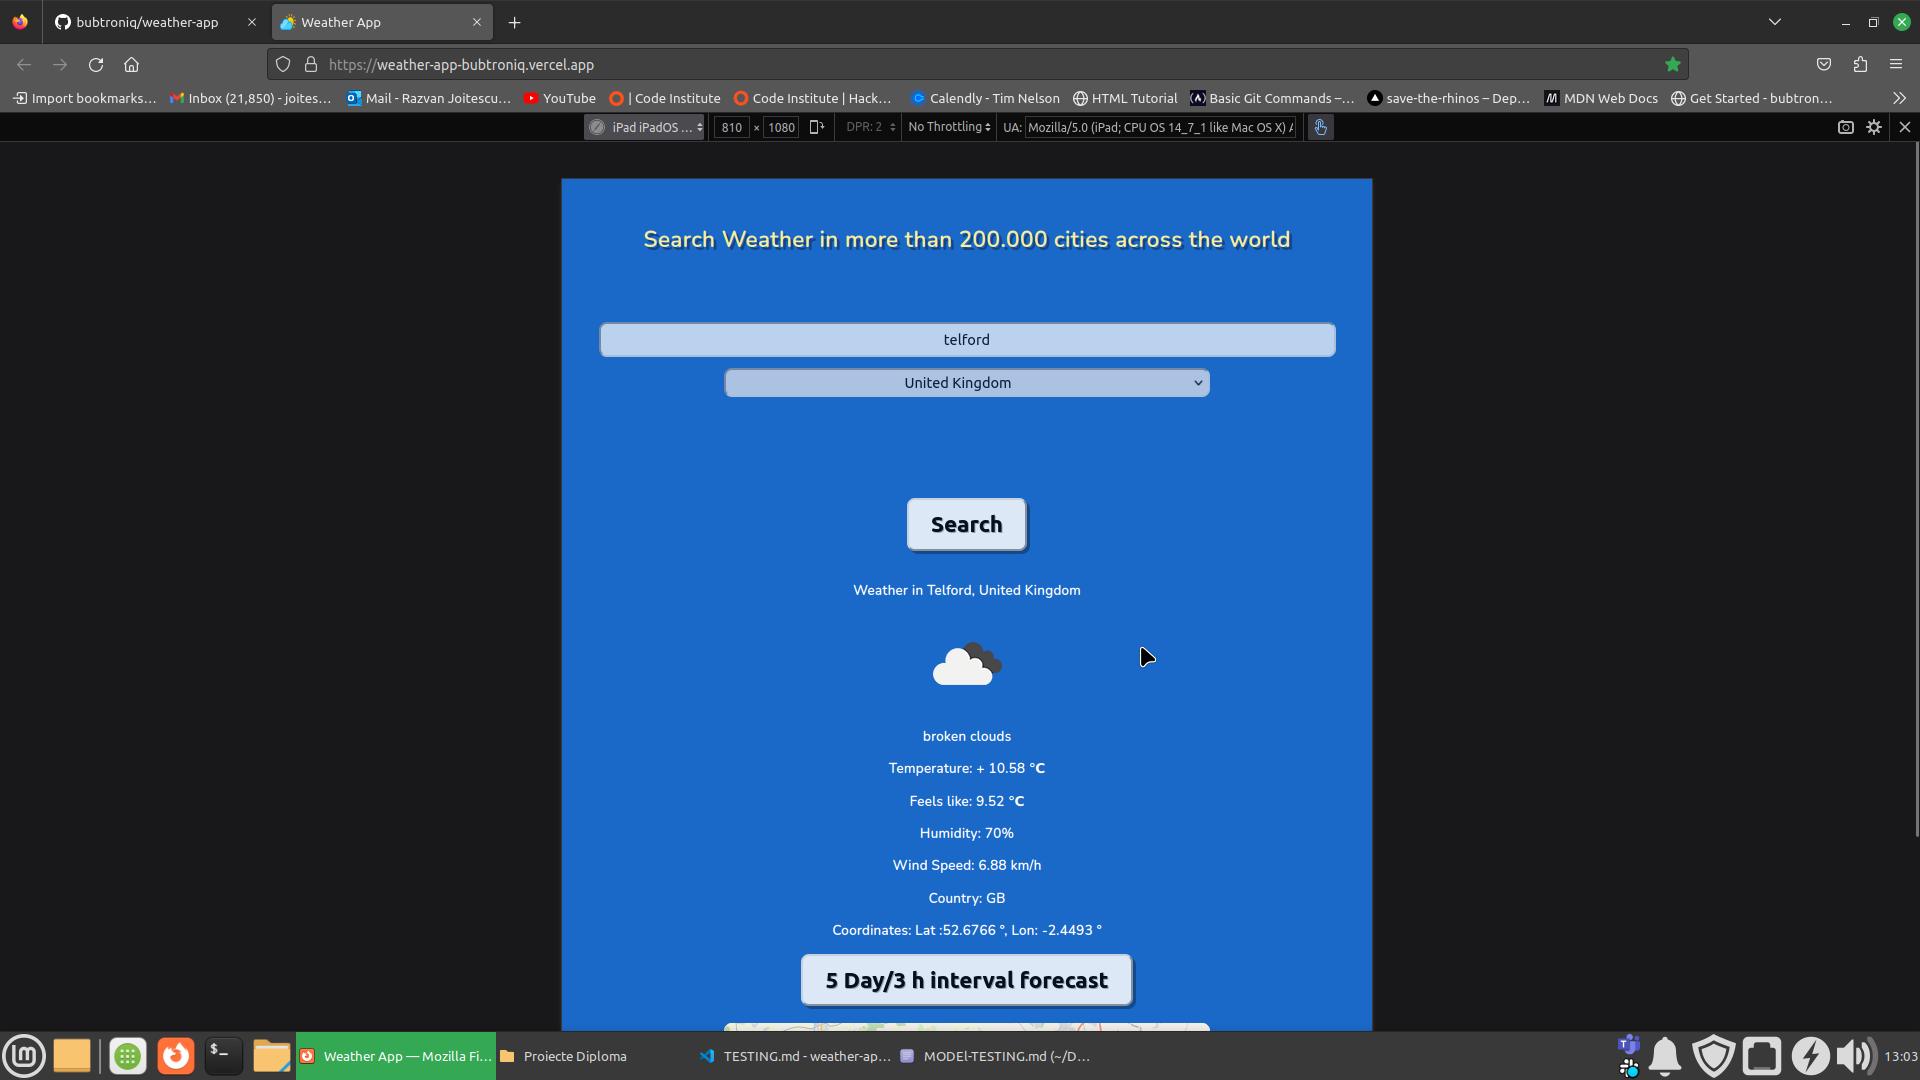 bubtroniq/weather-app
Weather App
https://weather-app-bubtroniq.vercel.app
Import bookmarks…
Inbox (21,850) - joites…
Mail - Razvan Joitescu…
YouTube
| Code Institute
Code Institute | Hack…
Calendly - Tim Nelson
HTML Tutorial
Basic Git Commands –…
save-the-rhinos – Dep…
MDN Web Docs
Get Started - bubtron…
iPad iPadOS …
810 × 1080
DPR: 2
No Throttling
UA: Mozilla/5.0 (iPad; CPU OS 14_7_1 like Mac OS X)
Search Weather in more than 200.000 cities across the world
telford
United Kingdom
Search
Weather in Telford, United Kingdom
broken clouds
Temperature: + 10.58 °C
Feels like: 9.52 °C
Humidity: 70%
Wind Speed: 6.88 km/h
Country: GB
Coordinates: Lat :52.6766 °, Lon: -2.4493 °
5 Day/3 h interval forecast
Weather App — Mozilla Fi…
Proiecte Diploma
TESTING.md - weather-ap…
MODEL-TESTING.md (~/D…
13:03